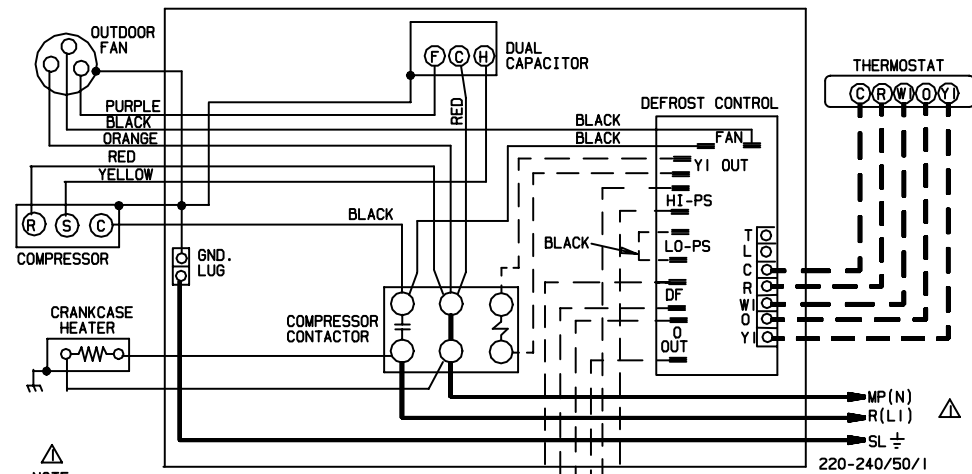 OUTDOOR
FAN
F C H
DUAL
CAPACITOR
THERMOSTAT
C R W1 O Y1
PURPLE
BLACK
ORANGE
RED
YELLOW
RED
DEFROST CONTROL
BLACK
BLACK
FAN
Y1 OUT
HI-PS
LO-PS
BLACK
DF
O
OUT
T
L
C
R
W1
O
Y1
R S C
COMPRESSOR
BLACK
GND.
LUG
CRANKCASE
HEATER
COMPRESSOR
CONTACTOR
MP(N)
R(L1)
1
SL
220-240/50/1
1